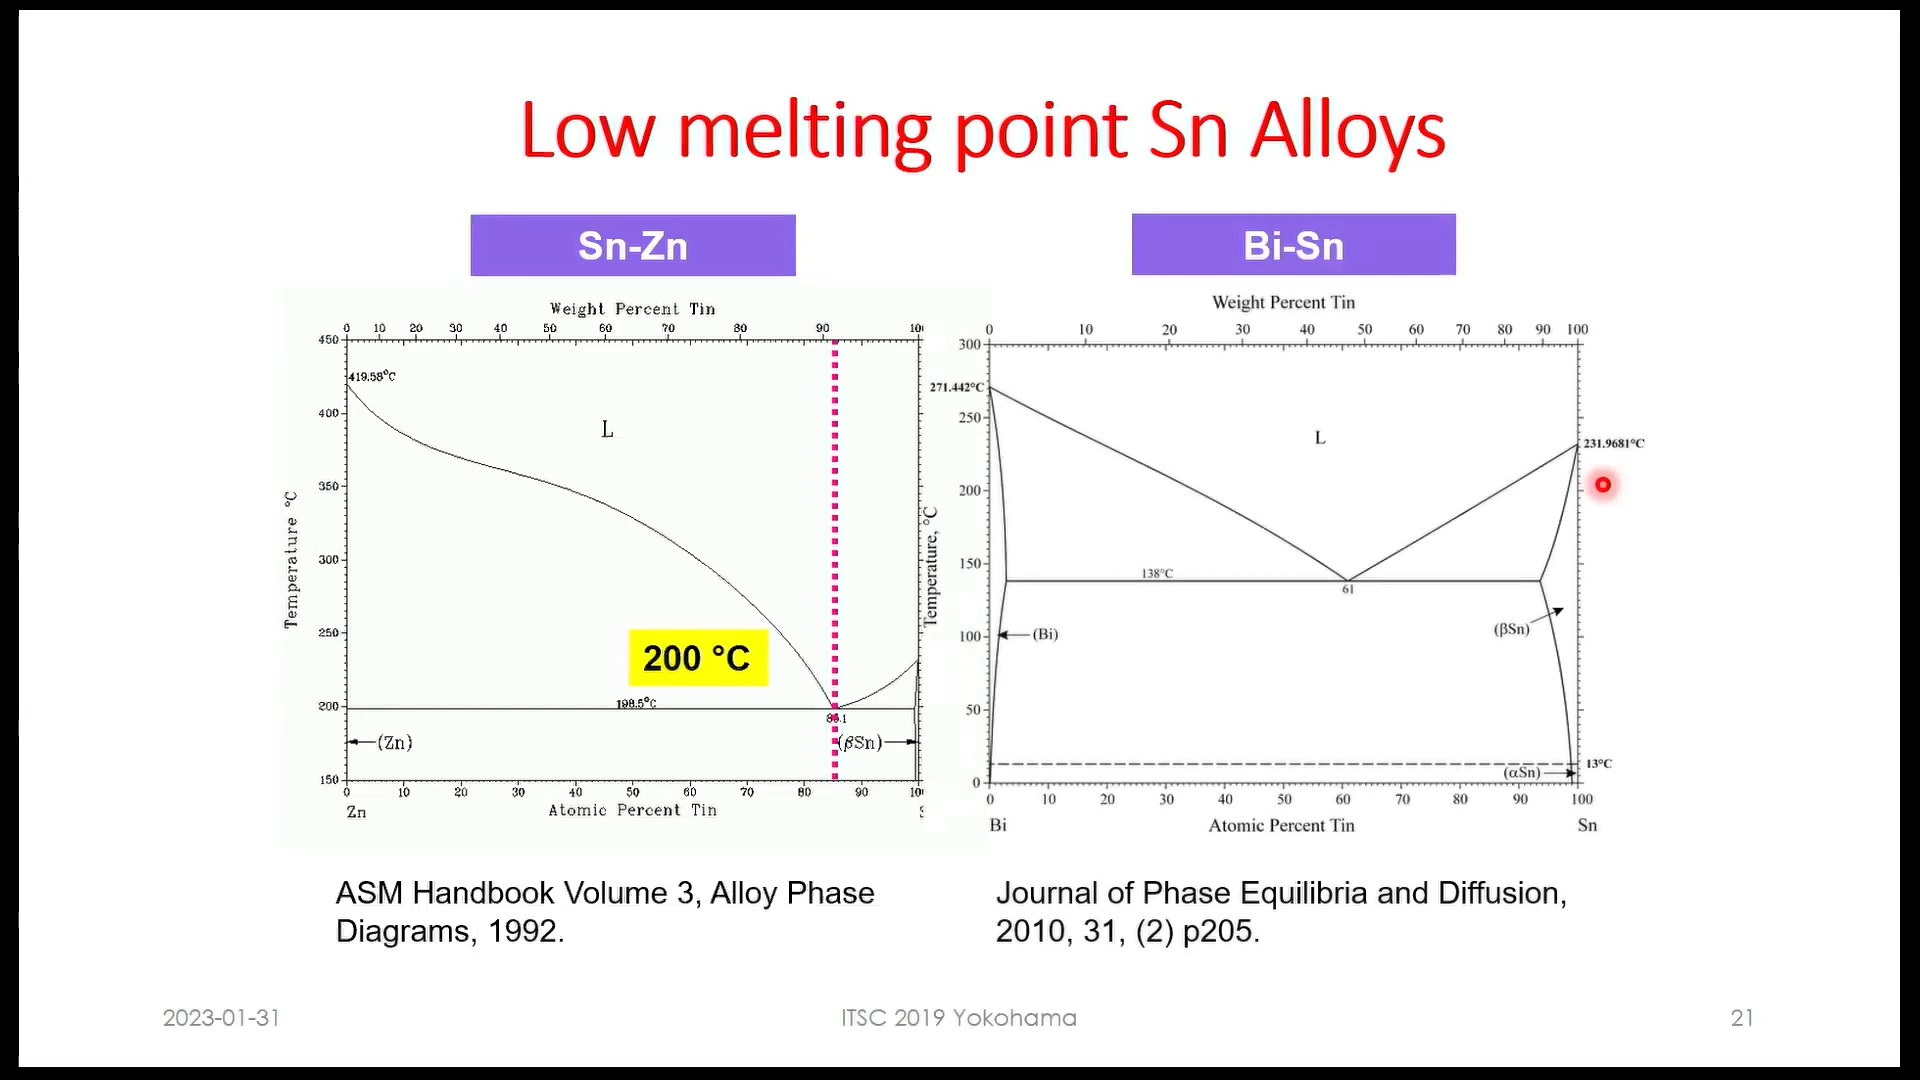 Low melting point Sn Alloys
Sn-Zn
Bi-Sn
Weight Percent Tin
0 10 20 30 40 50 60 70 80 90
450
400
350
300
250
200
150
Temperature °C
419.58°C
L
200 °C
198.5°C
(Zn)
(βSn)
0 10 20 30 40 50 60 70 80 90
Zn
Atomic Percent Tin
Weight Percent Tin
0 10 20 30 40 50 60 70 80 90 100
300
250
200
150
100
50
0
Temperature, °C
271.442°C
L
231.9681°C
138°C
61
(Bi)
(βSn)
13°C
(αSn)
0 10 20 30 40 50 60 70 80 90 100
Bi
Atomic Percent Tin
Sn
ASM Handbook Volume 3, Alloy Phase
Diagrams, 1992.
Journal of Phase Equilibria and Diffusion,
2010, 31, (2) p205.
2023-01-31
ITSC 2019 Yokohama
21